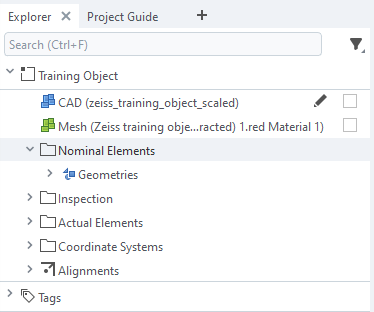 Explorer Project Guide
Search (Ctrl+F)
Training Object
CAD (zeiss_training_object_scaled)
Mesh (Zeiss training obje...racted) 1.red Material 1)
Nominal Elements
Geometries
Inspection
Actual Elements
Coordinate Systems
Alignments
Tags